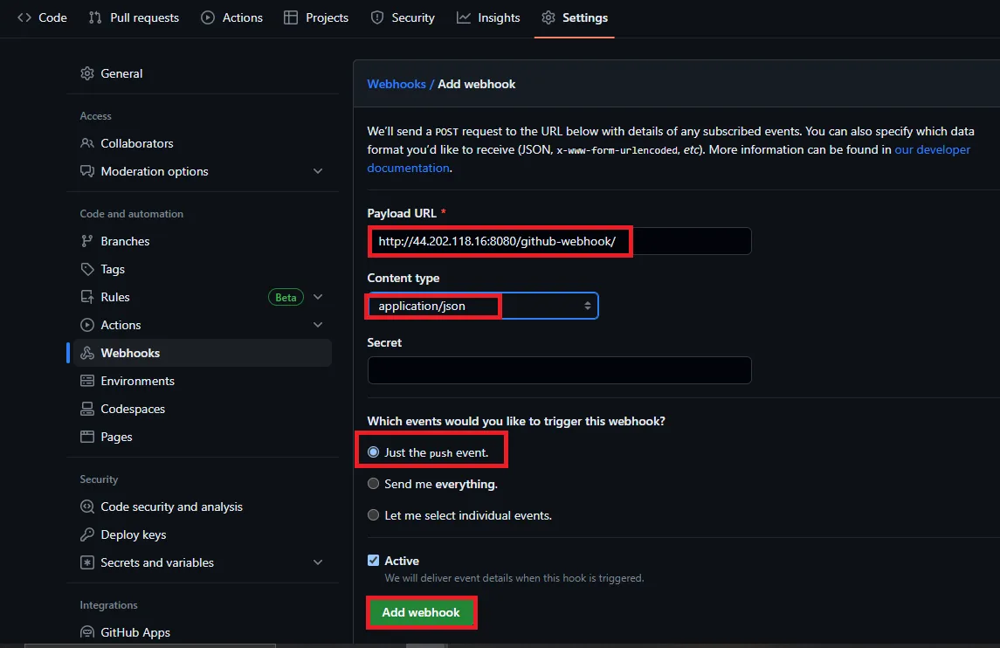 Code Pull requests Actions Projects Security Insights Settings
General
Access
Collaborators
Moderation options
Code and automation
Branches
Tags
Rules Beta
Actions
Webhooks
Environments
Codespaces
Pages
Security
Code security and analysis
Deploy keys
Secrets and variables
Integrations
GitHub Apps
Webhooks / Add webhook
We'll send a POST request to the URL below with details of any subscribed events. You can also specify which data
format you'd like to receive (JSON, x-www-form-urlencoded, etc). More information can be found in our developer
documentation.
Payload URL *
http://44.202.118.16:8080/github-webhook/
Content type
application/json
Secret
Which events would you like to trigger this webhook?
Just the push event.
Send me everything.
Let me select individual events.
Active
We will deliver event details when this hook is triggered.
Add webhook